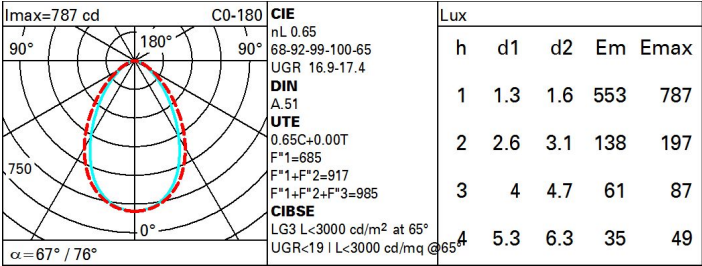 Imax=787 cd C0-180
90° 180° 90°
750
0°
α=67° / 76°
CIE
nL 0.65
68-92-99-100-65
UGR 16.9-17.4
DIN
A.51
UTE
0.65C+0.00T
F"1=685
F"1+F"2=917
F"1+F"2+F"3=985
CIBSE
LG3 L<3000 cd/m² at 65°
UGR<19 | L<3000 cd/mq @65°
Lux
h d1 d2 Em Emax
1 1.3 1.6 553 787
2 2.6 3.1 138 197
3 4 4.7 61 87
4 5.3 6.3 35 49